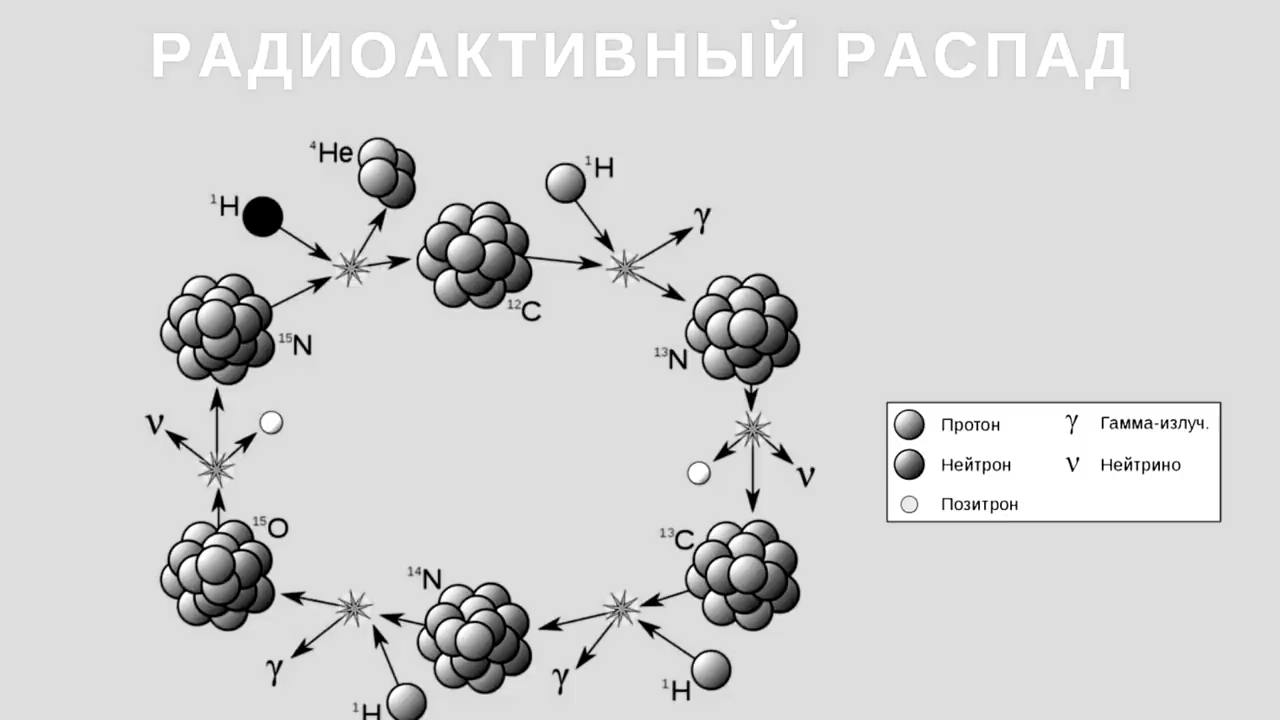 РАДИОАКТИВНЫЙ РАСПАД
⁴He
¹H
¹H
γ
¹²C
¹⁵N
¹³N
ν
ν
Протон
γ Гамма-излуч.
Нейтрон
ν Нейтрино
Позитрон
¹⁵O
¹³C
¹⁴N
γ
γ
¹H
¹H